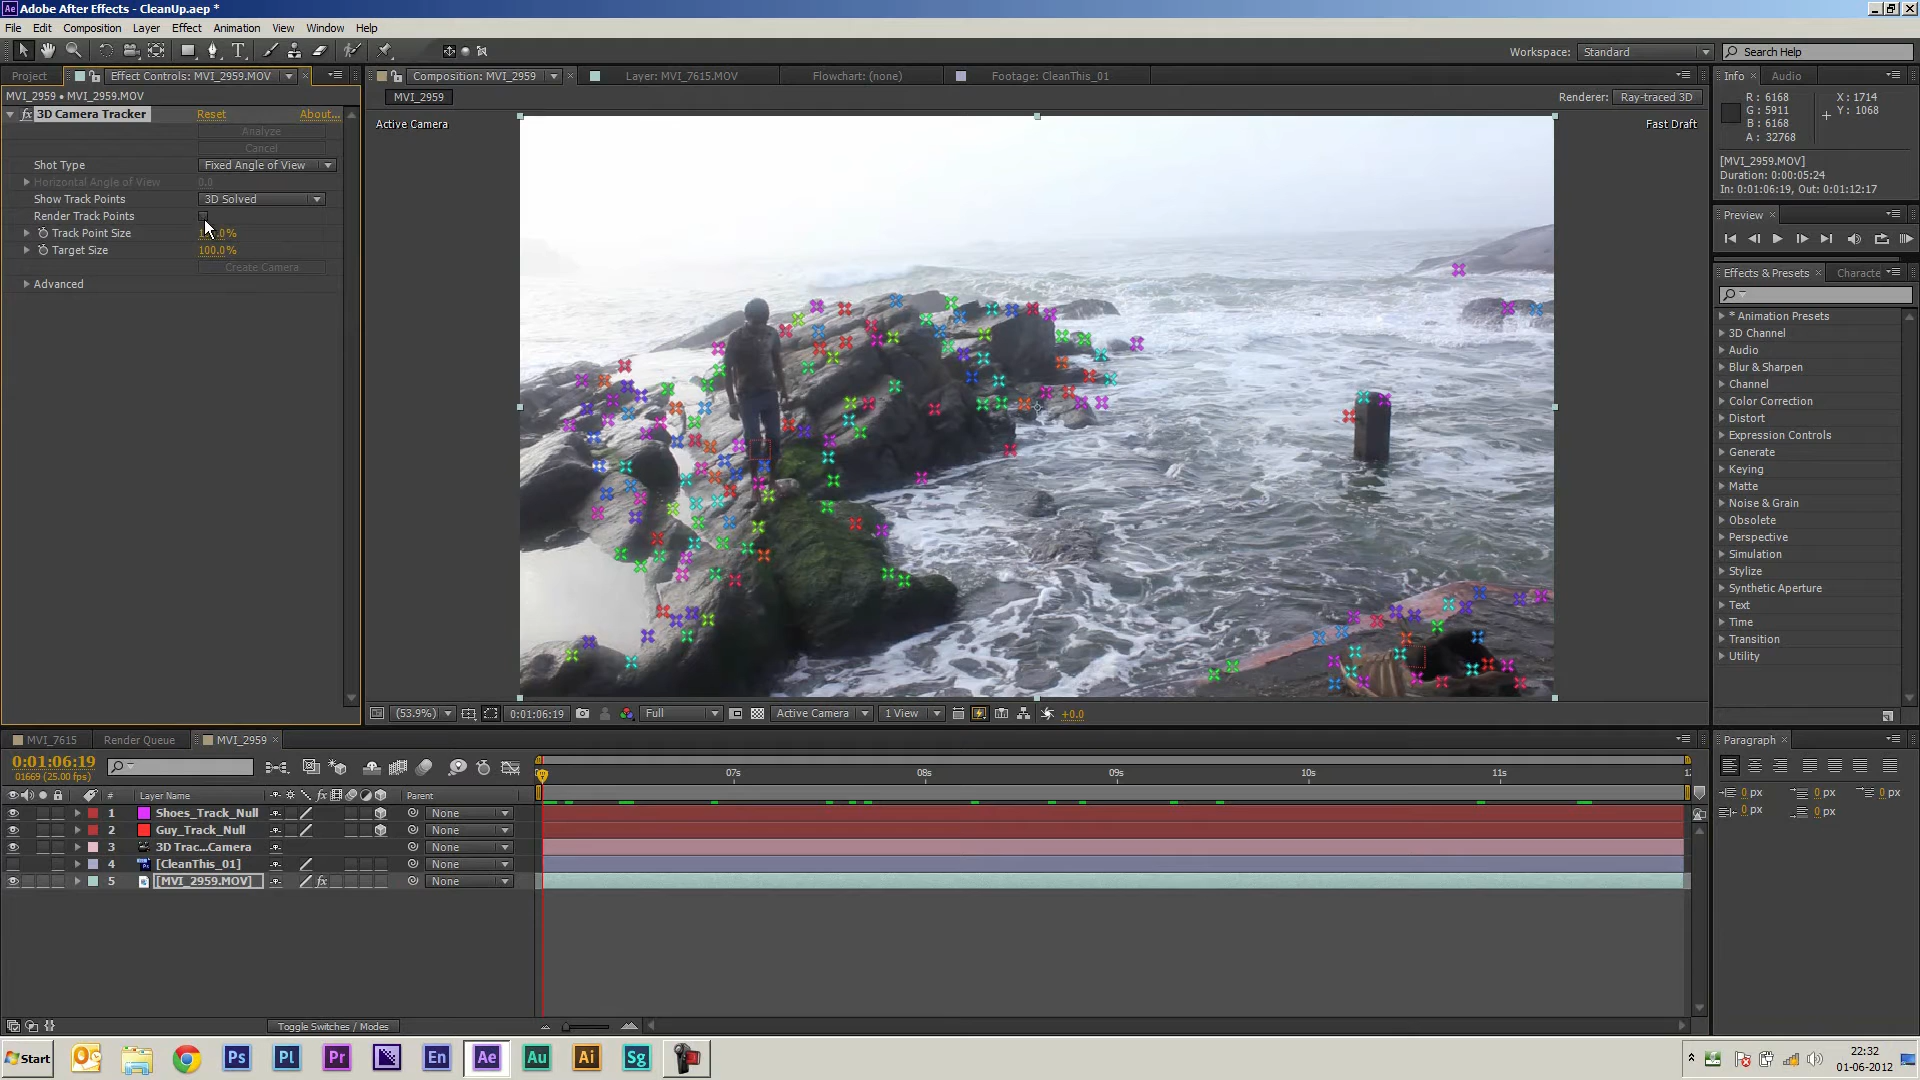 Adobe After Effects - CleanUp.aep *
File Edit Composition Layer Effect Animation View Window Help
Workspace: Standard Search Help
Project Effect Controls: MVI_2959.MOV
MVI_2959 • MVI_2959.MOV
3D Camera Tracker Reset About...
Analyze
Cancel
Shot Type Fixed Angle of View
Horizontal Angle of View 0.0
Show Track Points 3D Solved
Render Track Points
Track Point Size
Target Size 100.0%
Create Camera
Advanced
Composition: MVI_2959 Layer: MVI_7615.MOV Flowchart: (none) Footage: CleanThis_01
MVI_2959 Renderer: Ray-traced 3D
Active Camera Fast Draft
(53.9%) 0:01:06:19 Full Active Camera 1 View +0.0
Info Audio
R: 6168 X: 1714
G: 5911 Y: 1068
B: 6168
A: 32768
[MVI_2959.MOV]
Duration: 0:00:05:24
In: 0:01:06:19, Out: 0:01:12:17
Preview
Effects & Presets Characte
* Animation Presets
3D Channel
Audio
Blur & Sharpen
Channel
Color Correction
Distort
Expression Controls
Generate
Keying
Matte
Noise & Grain
Obsolete
Perspective
Simulation
Stylize
Synthetic Aperture
Text
Time
Transition
Utility
MVI_7615 Render Queue MVI_2959
0:01:06:19
01669 (25.00 fps)
07s 08s 09s 10s 11s 12
# Layer Name fx Parent
1 Shoes_Track_Null None
2 Guy_Track_Null None
3 3D Trac...Camera None
4 [CleanThis_01] None
5 [MVI_2959.MOV] fx None
Toggle Switches / Modes
Paragraph
0 px 0 px 0 px
0 px 0 px
Start Ps Pl Pr En Ae Au Ai Sg
22:32
01-06-2012